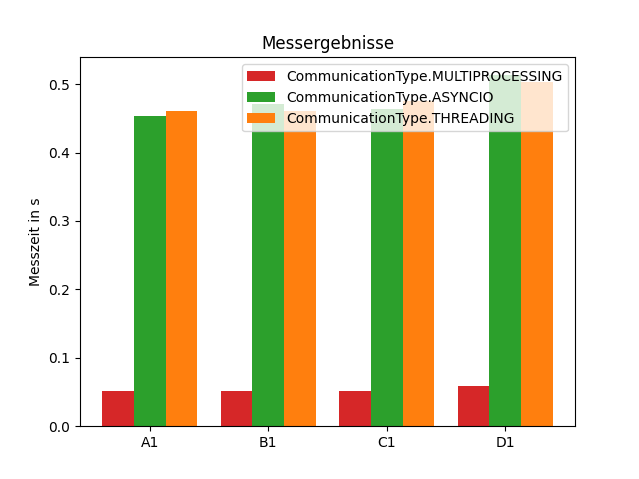 Messergebnisse
CommunicationType.MULTIPROCESSING
CommunicationType.ASYNCIO
CommunicationType.THREADING
Messzeit in s
0.5
0.4
0.3
0.2
0.1
0.0
A1 B1 C1 D1